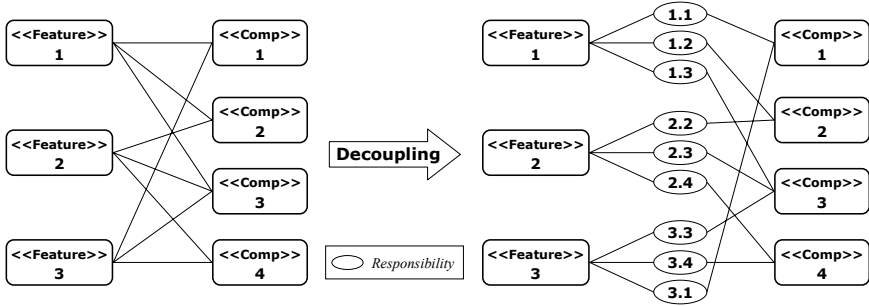 <<Feature>>
1
<<Feature>>
2
<<Feature>>
3
<<Comp>>
1
<<Comp>>
2
<<Comp>>
3
<<Comp>>
4
Decoupling
Responsibility
<<Feature>>
1
<<Feature>>
2
<<Feature>>
3
1.1
1.2
1.3
2.2
2.3
2.4
3.3
3.4
3.1
<<Comp>>
1
<<Comp>>
2
<<Comp>>
3
<<Comp>>
4